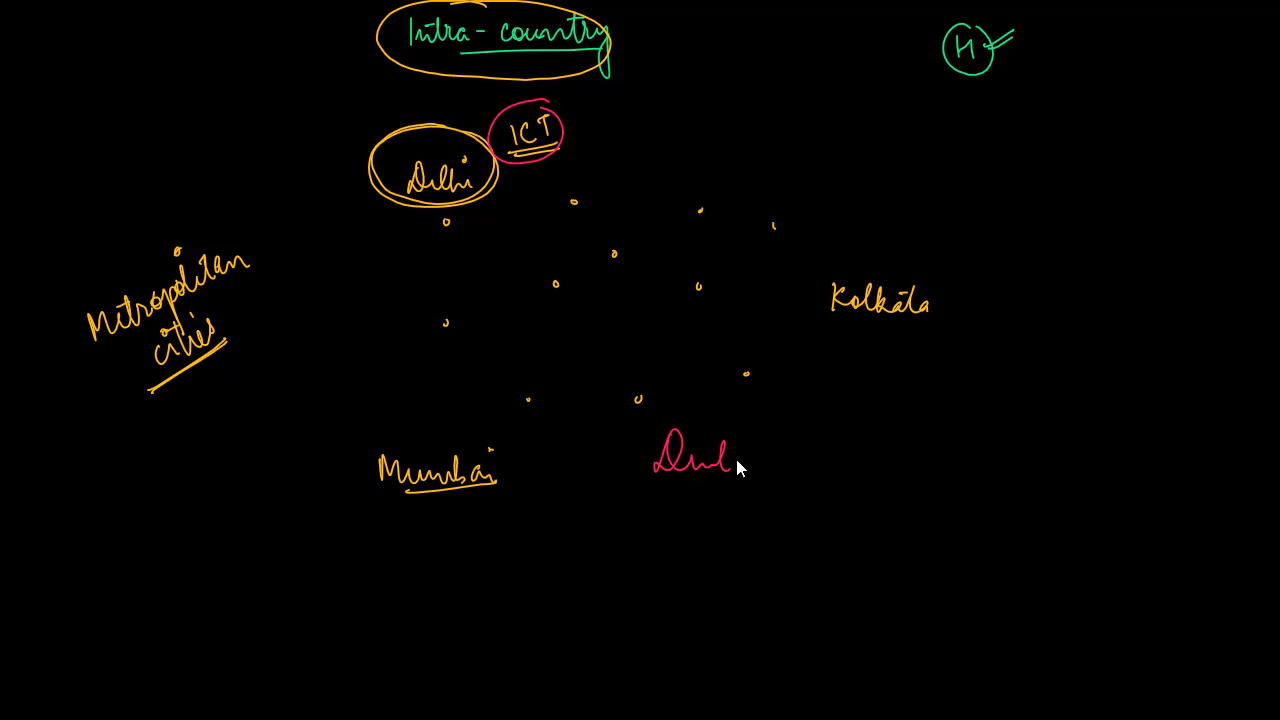 Intra-country
H
ICT
Delhi
Metropolitan
cities
Kolkata
Mumbai